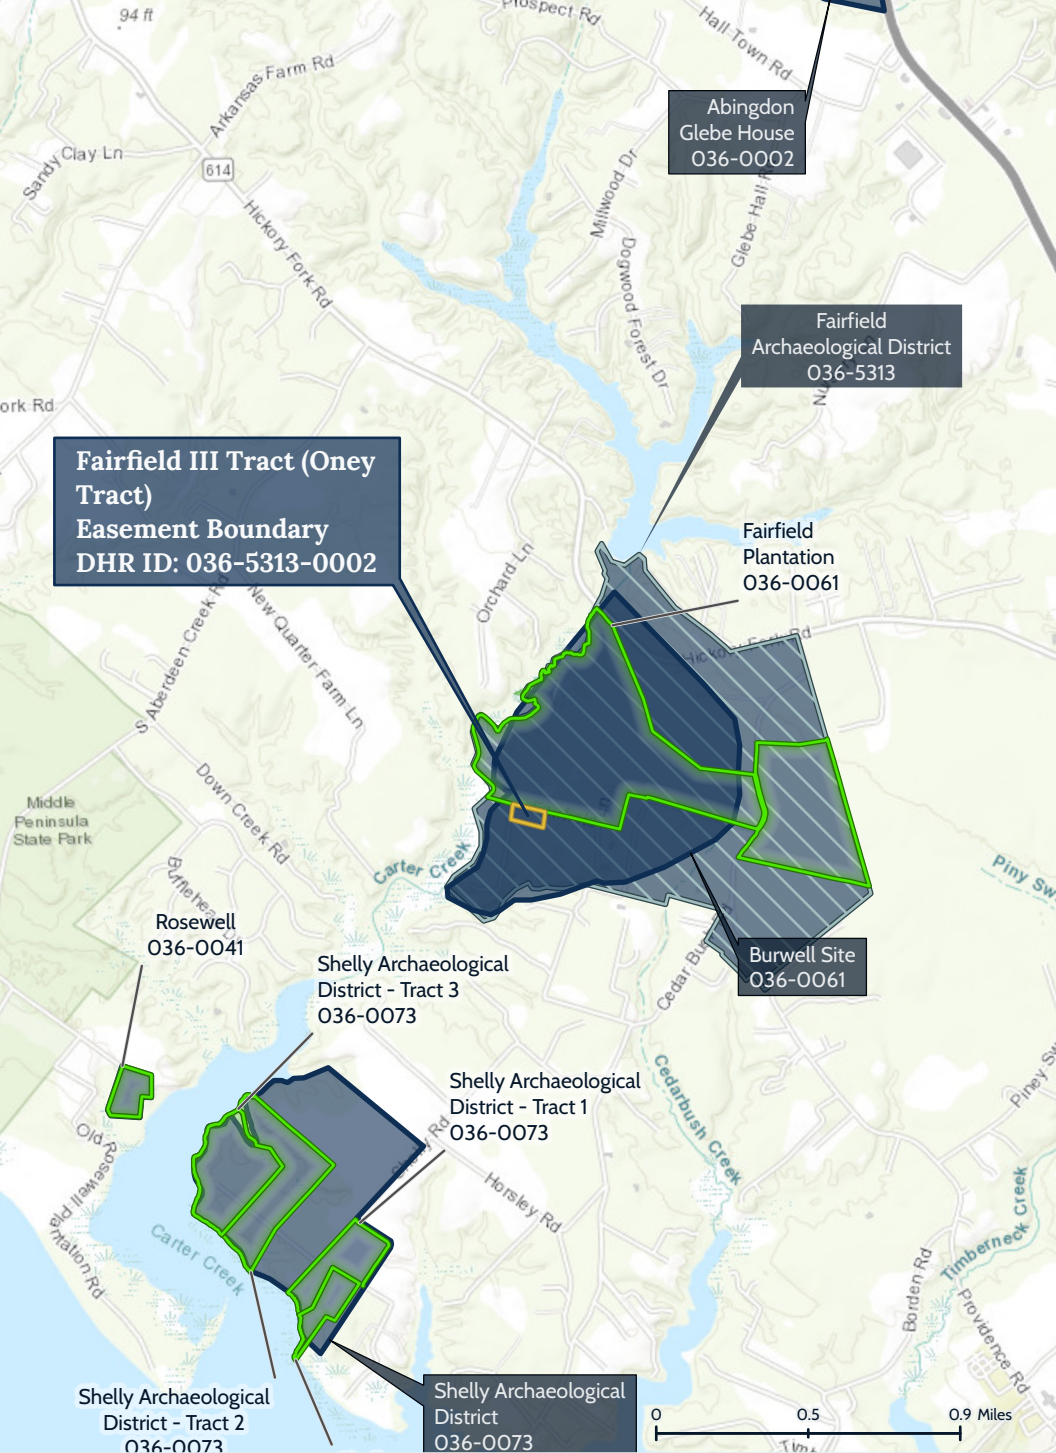 94 ft
Prospect Rd
Hall Town Rd
Arkansas Farm Rd
Abingdon
Glebe House
036-0002
Sandy Clay Ln
614
Millwood Dr
Glebe Hall Rd
Hickory Fork Rd
Dogwood Forest Dr
Fairfield
Archaeological District
036-5313
ork Rd
Fairfield III Tract (Oney
Tract)
Easement Boundary
DHR ID: 036-5313-0002
Fairfield
Plantation
036-0061
Orchard Ln
S Aberdeen Creek Rd
New Quarter Farm Ln
Hickory Fork Rd
Down Creek Rd
Middle
Peninsula
State Park
Carter Creek
Piny Sw
Rosewell
036-0041
Burwell Site
036-0061
Shelly Archaeological
District - Tract 3
036-0073
Shelly Archaeological
District - Tract 1
036-0073
Cedarbush Creek
Piney Sw
Horsley Rd
Carter Creek
Timberneck Creek
Borden Rd
Providence Rd
Shelly Archaeological
District - Tract 2
036-0073
Shelly Archaeological
District
036-0073
0 0.5 0.9 Miles